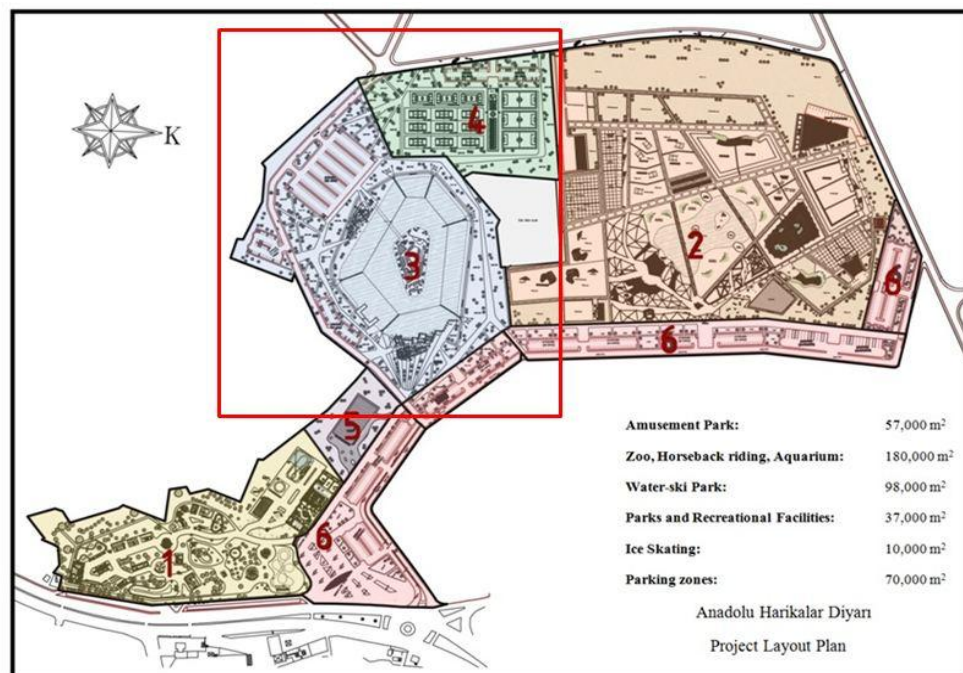 K
4
3
2
6
6
5
6
1
Amusement Park: 57,000 m²
Zoo, Horseback riding, Aquarium: 180,000 m²
Water-ski Park: 98,000 m²
Parks and Recreational Facilities: 37,000 m²
Ice Skating: 10,000 m²
Parking zones: 70,000 m²
Anadolu Harikalar Diyarı
Project Layout Plan